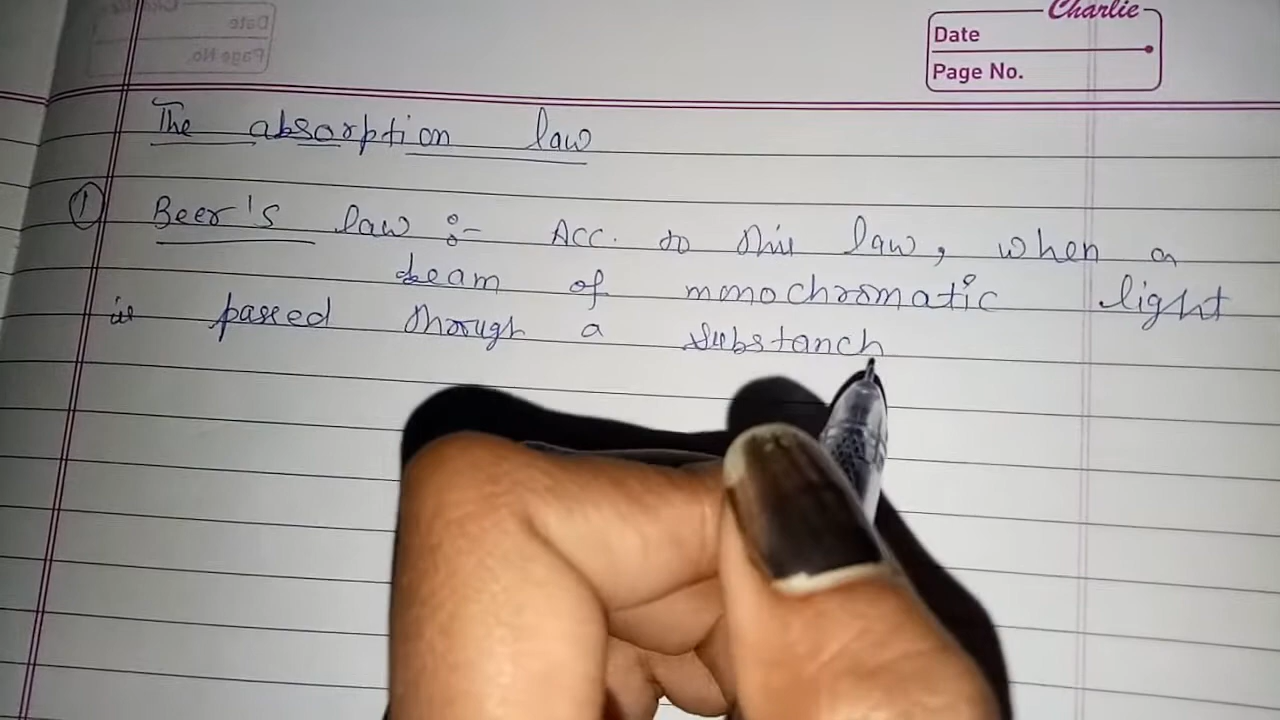 Charlie
Date
Page No.
The absorption law
① Beer's law :- Acc. to this law, when a
beam of monochromatic light
is passed through a substanch